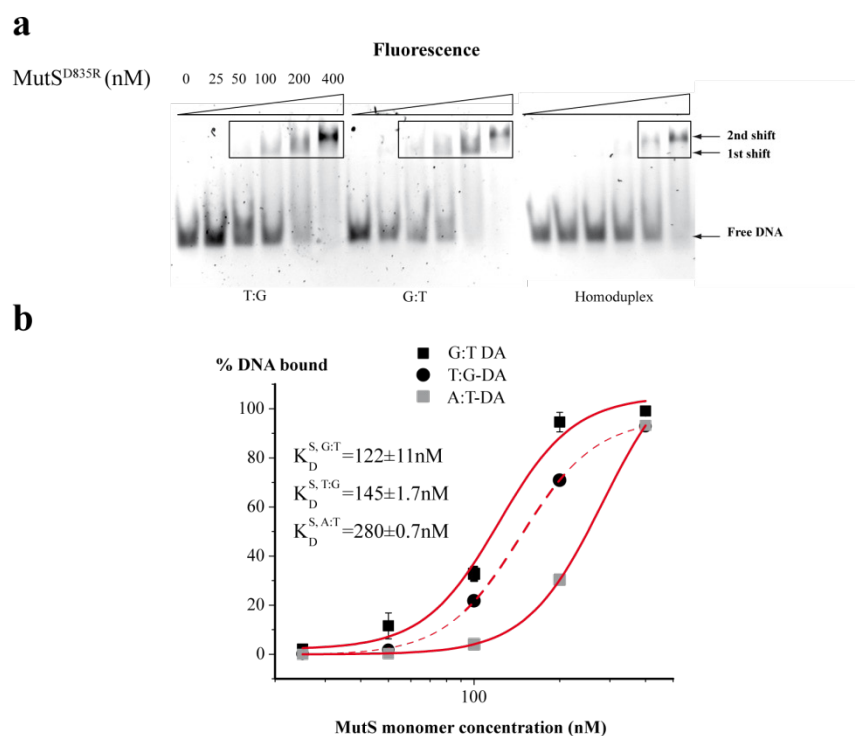 a
Fluorescence
MutS^D835R (nM)
0 25 50 100 200 400
2nd shift
1st shift
Free DNA
T:G G:T Homoduplex
b
% DNA bound
G:T DA
T:G-DA
A:T-DA
100
80
60
40
20
0
K_D^S, G:T=122±11nM
K_D^S, T:G=145±1.7nM
K_D^S, A:T=280±0.7nM
100
MutS monomer concentration (nM)